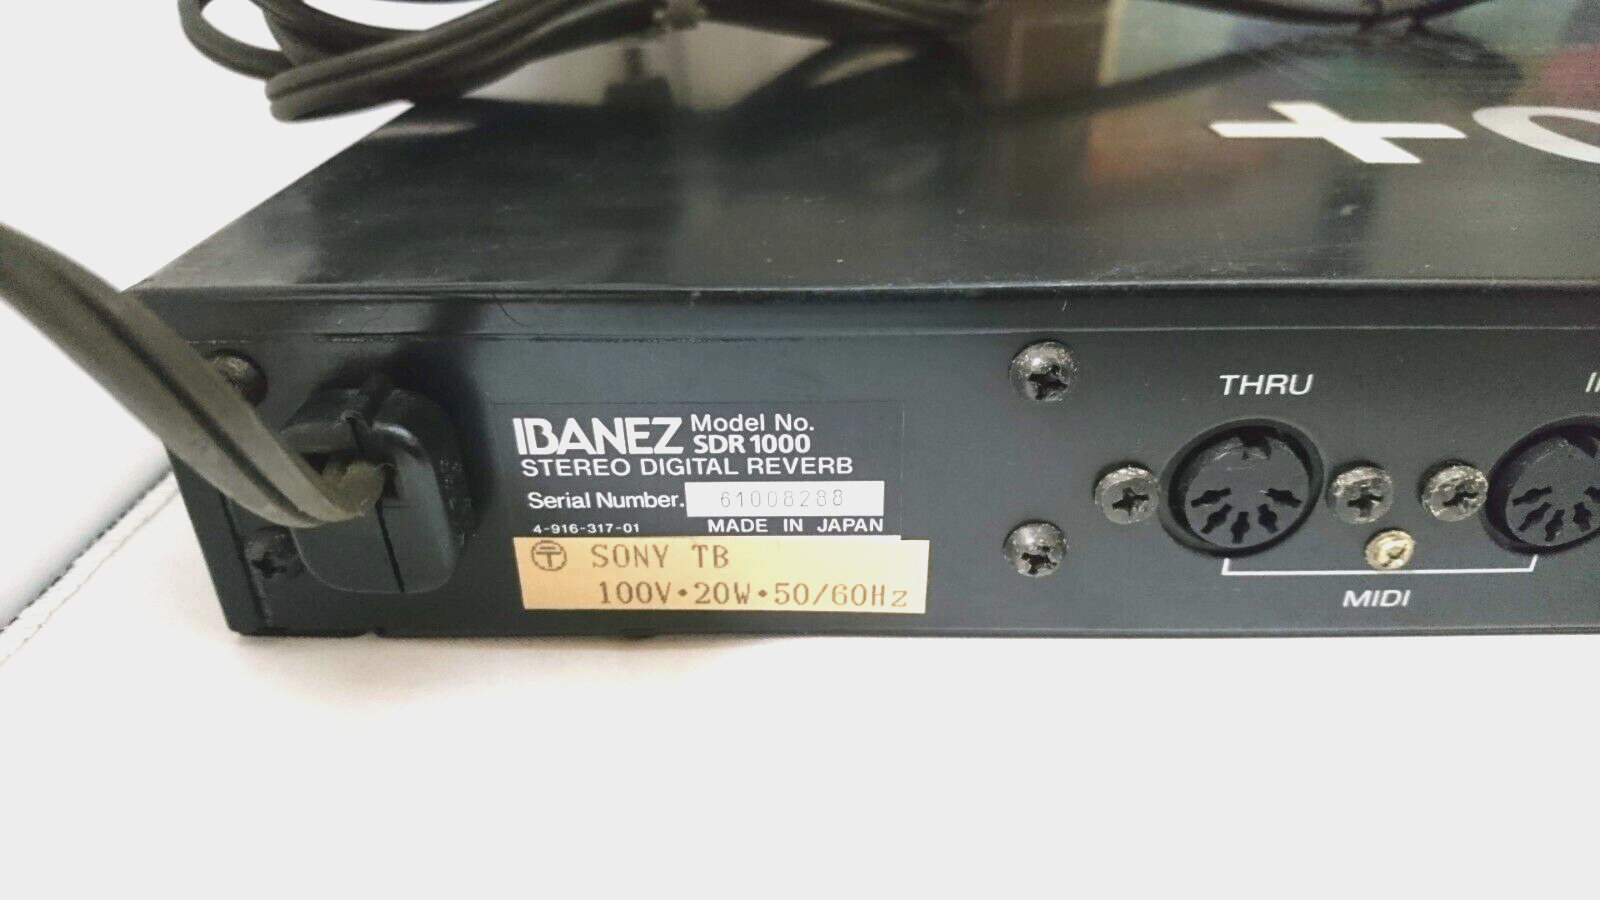 THRU
IBANEZ Model No.
SDR 1000
STEREO DIGITAL REVERB
Serial Number. 61008288
4-916-317-01 MADE IN JAPAN
SONY TB
100V•20W•50/60Hz
MIDI